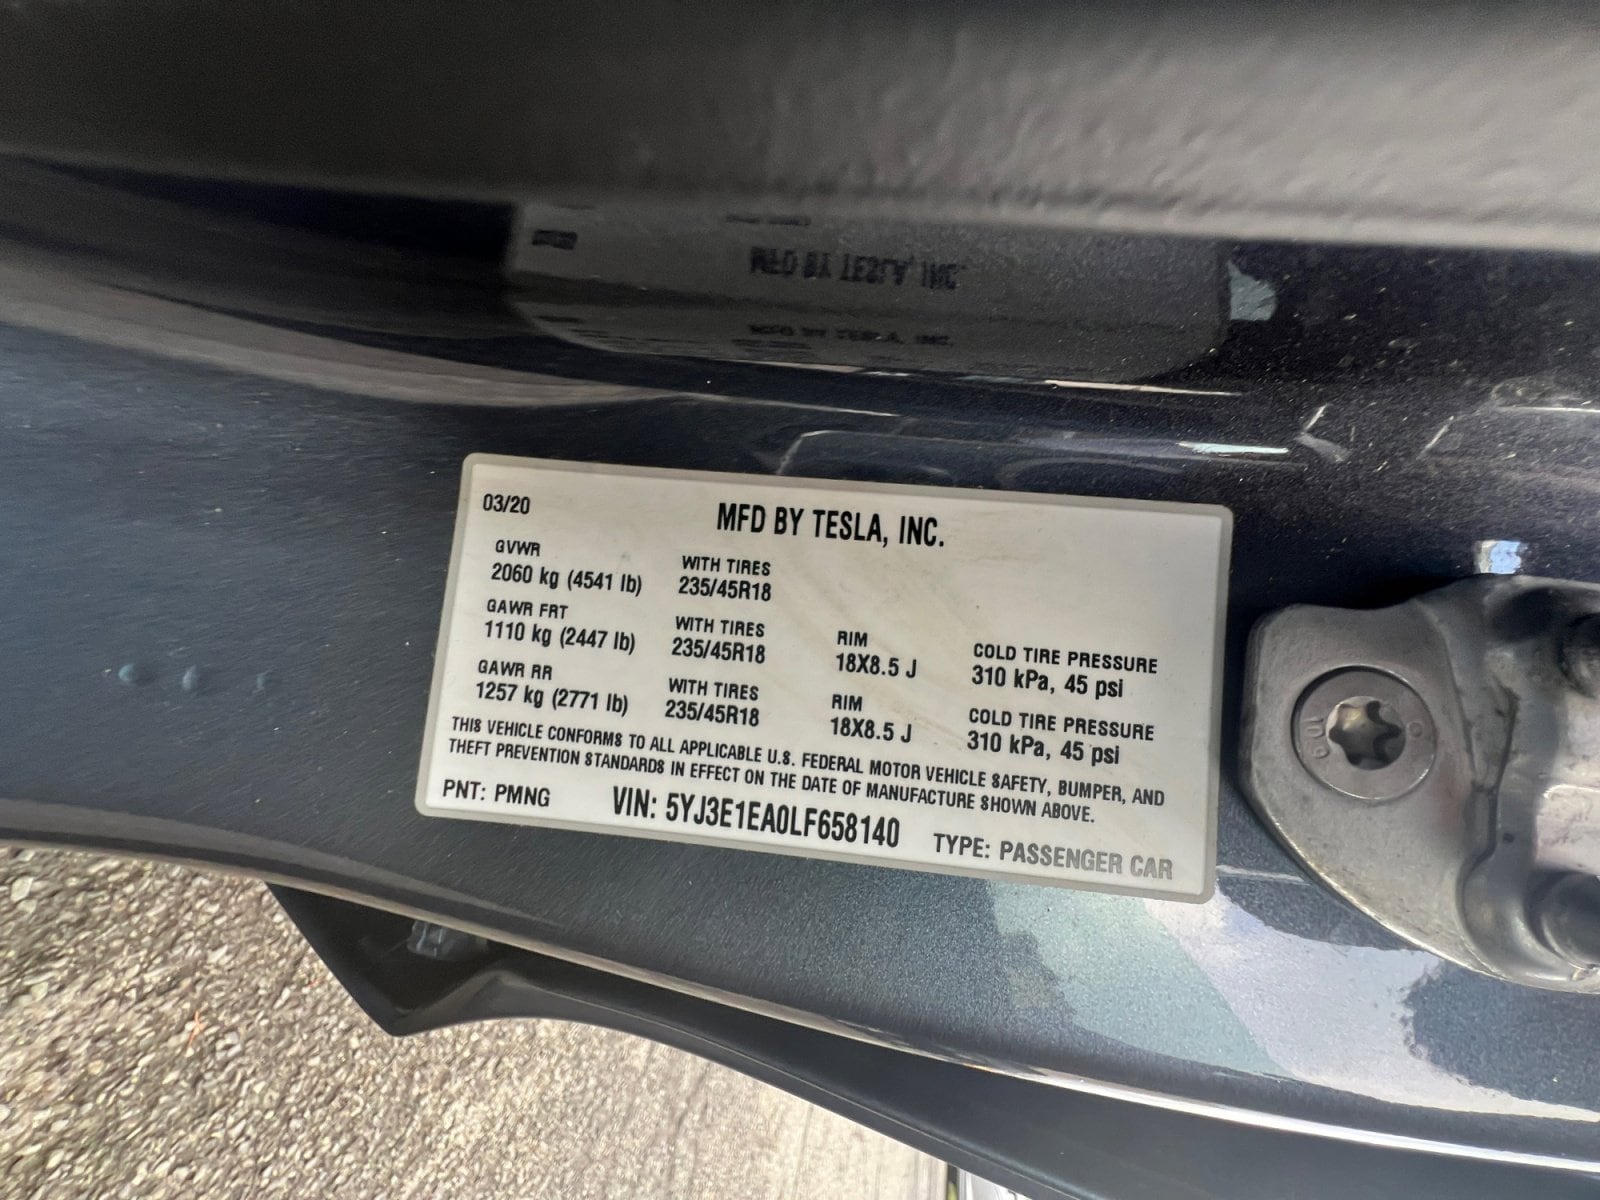 03/20
MFD BY TESLA, INC.
GVWR
2060 kg (4541 lb)
WITH TIRES
235/45R18
GAWR FRT
1110 kg (2447 lb)
WITH TIRES
235/45R18
RIM
18X8.5 J
COLD TIRE PRESSURE
310 kPa, 45 psi
GAWR RR
1257 kg (2771 lb)
WITH TIRES
235/45R18
RIM
18X8.5 J
COLD TIRE PRESSURE
310 kPa, 45 psi
THIS VEHICLE CONFORMS TO ALL APPLICABLE U.S. FEDERAL MOTOR VEHICLE SAFETY, BUMPER, AND
THEFT PREVENTION STANDARDS IN EFFECT ON THE DATE OF MANUFACTURE SHOWN ABOVE.
PNT: PMNG
VIN: 5YJ3E1EA0LF658140
TYPE: PASSENGER CAR